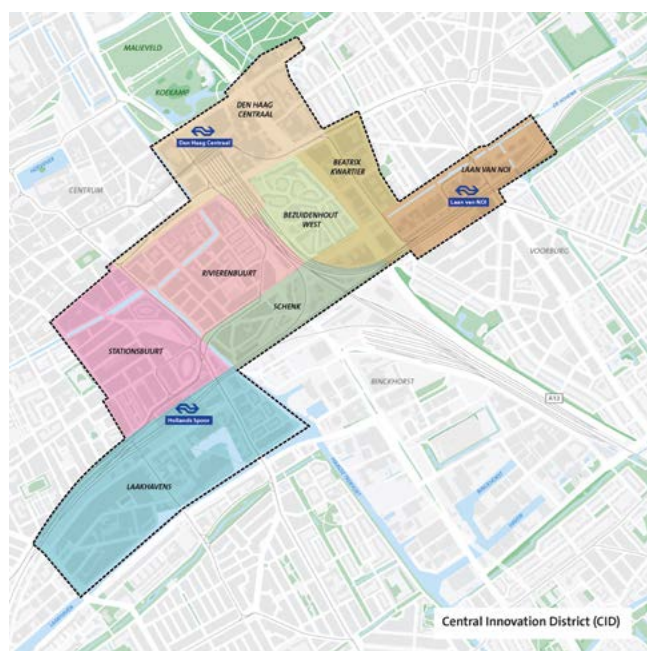 MALIEVELD
KOEKAMP
DEN HAAG
CENTRAAL
Den Haag Centraal
BEATRIX
KWARTIER
LAAN VAN NOI
Laan van NOI
CENTRUM
BEZUIDENHOUT
WEST
VOORBURG
RIVIERENBUURT
SCHENK
STATIONSBUURT
BINCKHORST
A12
Hollands Spoor
LAAKHAVENS
Central Innovation District (CID)